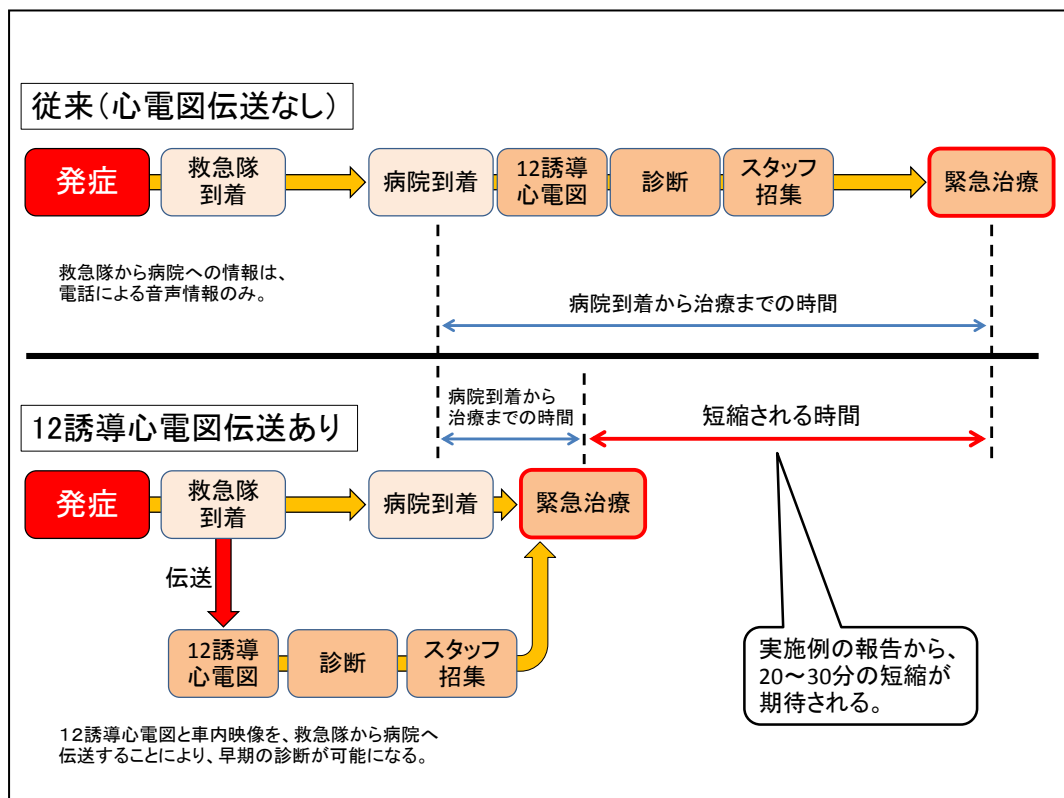 従来(心電図伝送なし)
発症
救急隊
到着
病院到着
12誘導
心電図
診断
スタッフ
招集
緊急治療
救急隊から病院への情報は、
電話による音声情報のみ。
病院到着から治療までの時間
12誘導心電図伝送あり
病院到着から
治療までの時間
短縮される時間
発症
救急隊
到着
病院到着
緊急治療
伝送
12誘導
心電図
診断
スタッフ
招集
実施例の報告から、
20～30分の短縮が
期待される。
１２誘導心電図と車内映像を、救急隊から病院へ
伝送することにより、早期の診断が可能になる。